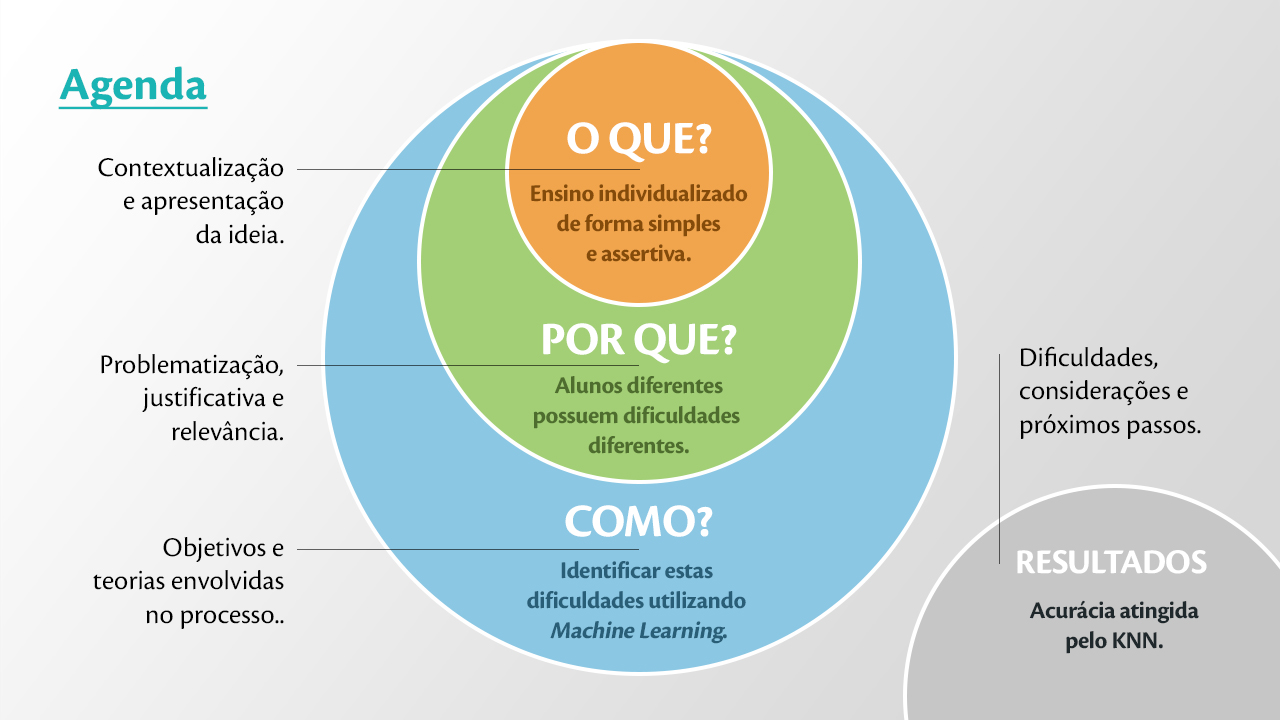 Agenda
O QUE?
Ensino individualizado
de forma simples
e assertiva.
Contextualização
e apresentação
da ideia.
POR QUE?
Alunos diferentes
possuem dificuldades
diferentes.
Problematização,
justificativa e
relevância.
COMO?
Identificar estas
dificuldades utilizando
Machine Learning.
Objetivos e
teorias envolvidas
no processo..
Dificuldades,
considerações e
próximos passos.
RESULTADOS
Acurácia atingida
pelo KNN.